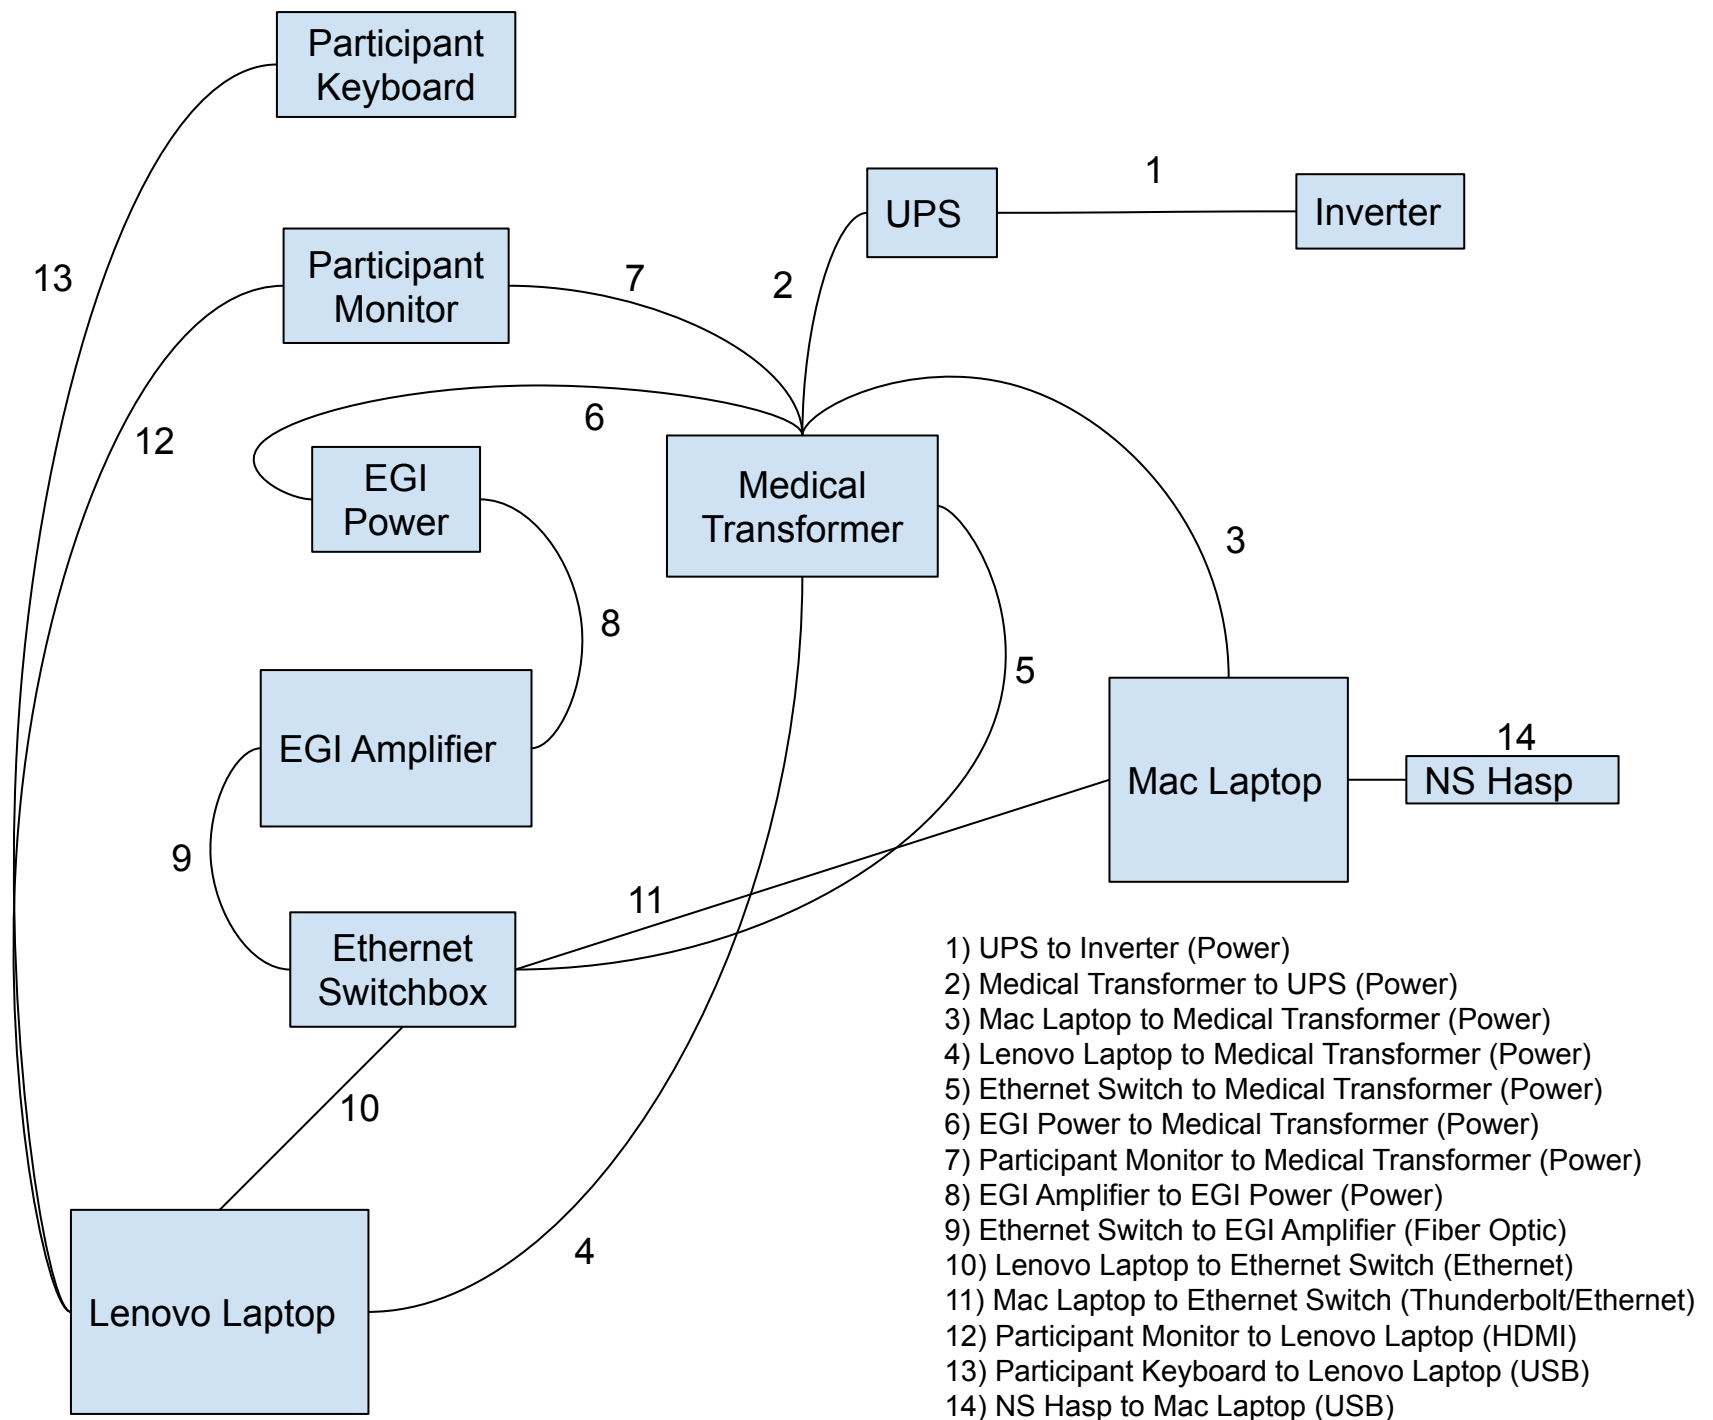 Participant
Keyboard
1
UPS
Inverter
13
Participant
Monitor
7
2
12
6
EGI
Power
Medical
Transformer
3
8
5
EGI Amplifier
14
Mac Laptop
NS Hasp
9
11
Ethernet
Switchbox
10
4
Lenovo Laptop
1) UPS to Inverter (Power)
2) Medical Transformer to UPS (Power)
3) Mac Laptop to Medical Transformer (Power)
4) Lenovo Laptop to Medical Transformer (Power)
5) Ethernet Switch to Medical Transformer (Power)
6) EGI Power to Medical Transformer (Power)
7) Participant Monitor to Medical Transformer (Power)
8) EGI Amplifier to EGI Power (Power)
9) Ethernet Switch to EGI Amplifier (Fiber Optic)
10) Lenovo Laptop to Ethernet Switch (Ethernet)
11) Mac Laptop to Ethernet Switch (Thunderbolt/Ethernet)
12) Participant Monitor to Lenovo Laptop (HDMI)
13) Participant Keyboard to Lenovo Laptop (USB)
14) NS Hasp to Mac Laptop (USB)